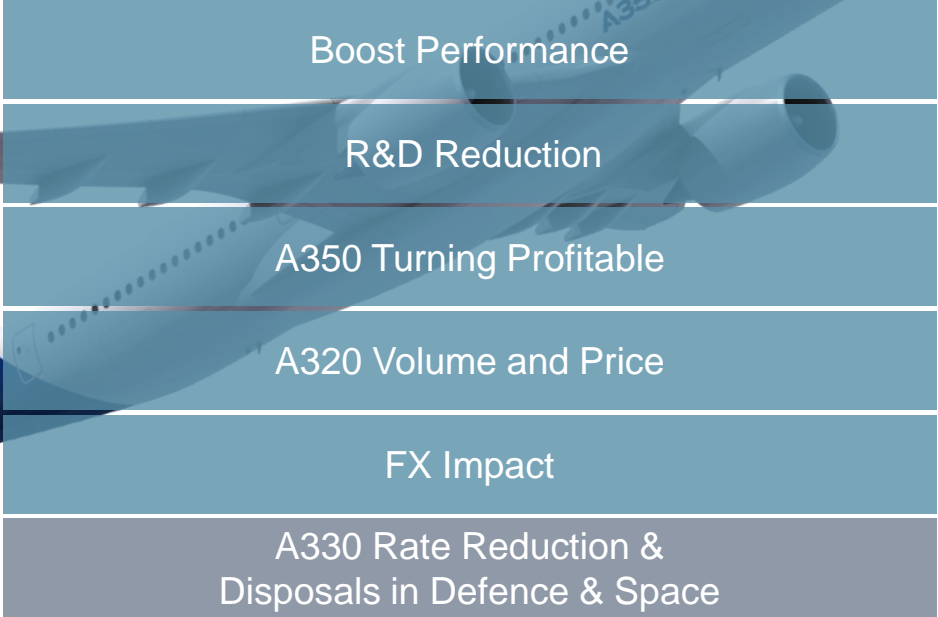 A35
Boost Performance
R&D Reduction
A350 Turning Profitable
A320 Volume and Price
FX Impact
A330 Rate Reduction &
Disposals in Defence & Space